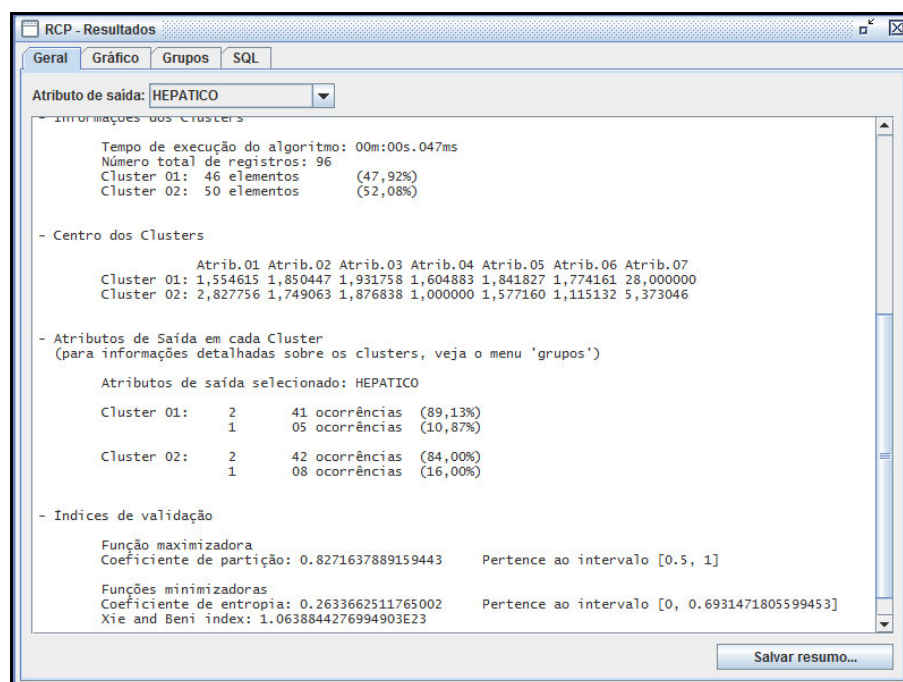 RCP - Resultados
Geral Gráfico Grupos SQL
Atributo de saída: HEPATICO
- Informações dos Clusters
Tempo de execução do algoritmo: 00m:00s.047ms
Número total de registros: 96
Cluster 01: 46 elementos (47,92%)
Cluster 02: 50 elementos (52,08%)
- Centro dos Clusters
Atrib.01 Atrib.02 Atrib.03 Atrib.04 Atrib.05 Atrib.06 Atrib.07
Cluster 01: 1,554615 1,850447 1,931758 1,604883 1,841827 1,774161 28,000000
Cluster 02: 2,827756 1,749063 1,876838 1,000000 1,577160 1,115132 5,373046
- Atributos de Saída em cada Cluster
(para informações detalhadas sobre os clusters, veja o menu 'grupos')
Atributos de saída selecionado: HEPATICO
Cluster 01: 2 41 ocorrências (89,13%)
1 05 ocorrências (10,87%)
Cluster 02: 2 42 ocorrências (84,00%)
1 08 ocorrências (16,00%)
- Índices de validação
Função maximizadora
Coeficiente de partição: 0.8271637889159443 Pertence ao intervalo [0.5, 1]
Funções minimizadoras
Coeficiente de entropia: 0.2633662511765002 Pertence ao intervalo [0, 0.6931471805599453]
Xie and Beni index: 1.0638844276994903E23
Salvar resumo...